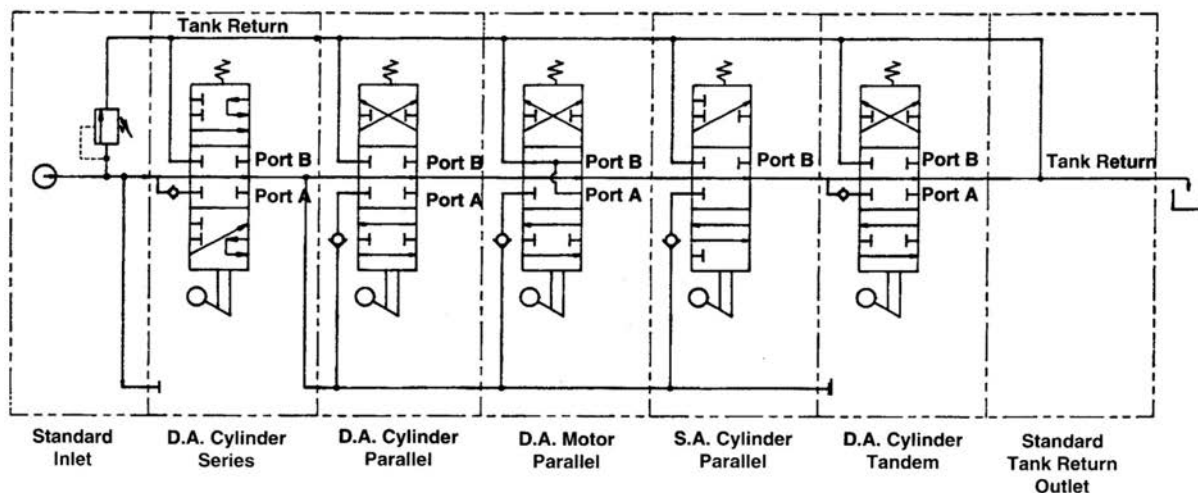 Tank Return
Port B
Port A
Port B
Port A
Port B
Port A
Port B
Port B
Port A
Tank Return
Standard
Inlet
D.A. Cylinder
Series
D.A. Cylinder
Parallel
D.A. Motor
Parallel
S.A. Cylinder
Parallel
D.A. Cylinder
Tandem
Standard
Tank Return
Outlet